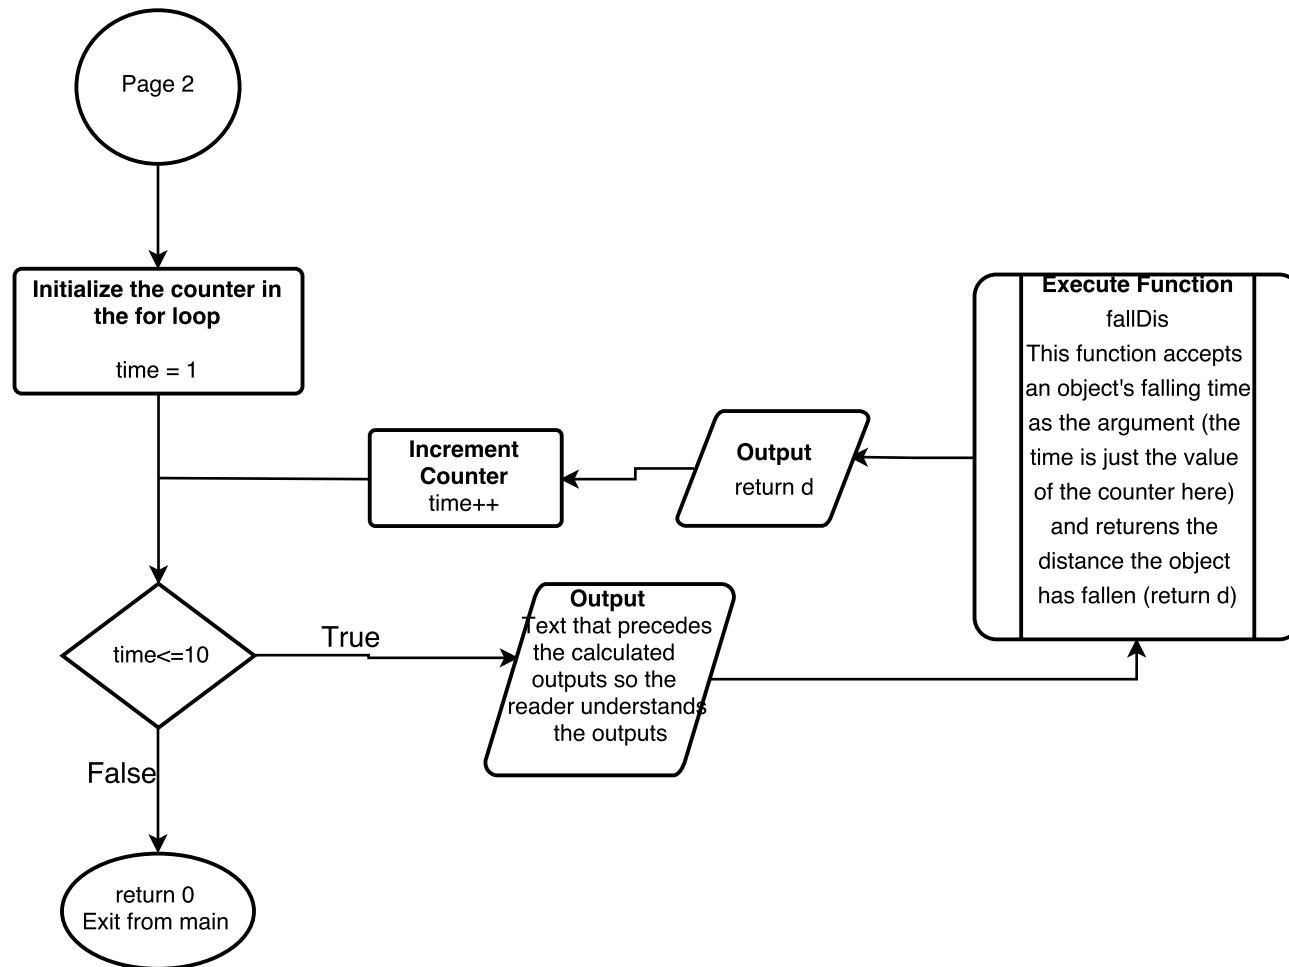 Page 2
Initialize the counter in
the for loop
time = 1
Increment
Counter
time++
Output
return d
Execute Function
fallDis
This function accepts
an object's falling time
as the argument (the
time is just the value
of the counter here)
and returens the
distance the object
has fallen (return d)
time<=10
True
Output
Text that precedes
the calculated
outputs so the
reader understands
the outputs
False
return 0
Exit from main